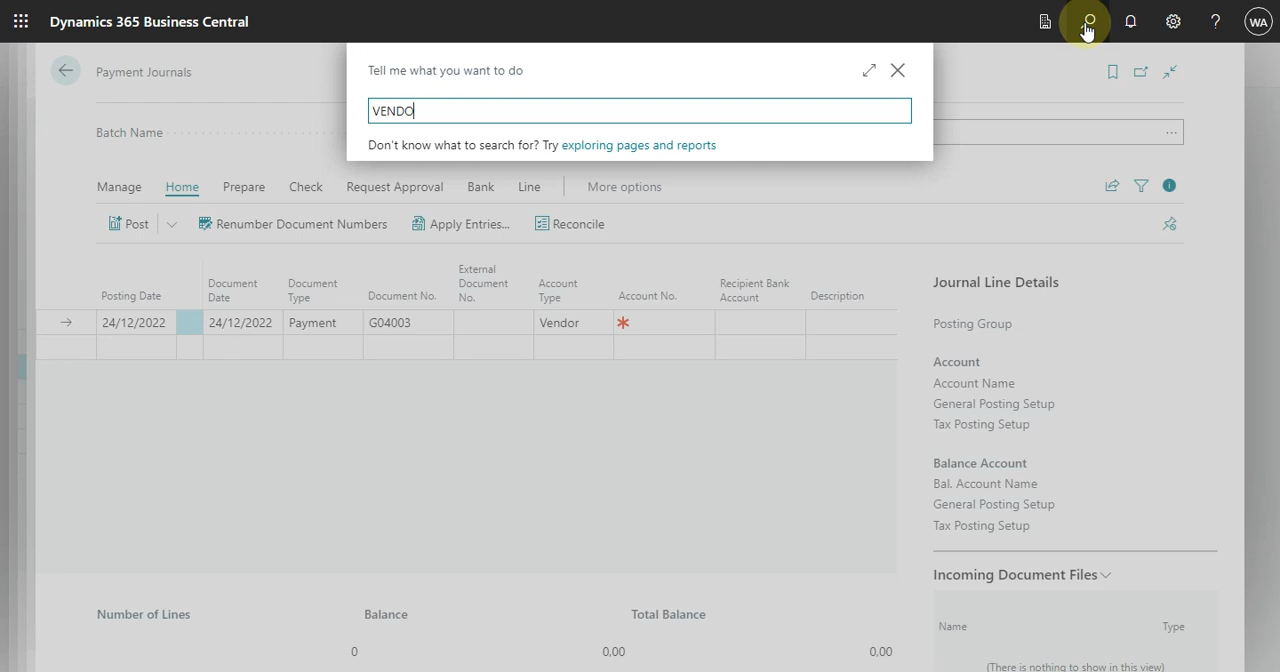 Dynamics 365 Business Central
WA
Payment Journals
Tell me what you want to do
VENDO
Don't know what to search for? Try exploring pages and reports
Batch Name
Manage Home Prepare Check Request Approval Bank Line More options
Post Renumber Document Numbers Apply Entries... Reconcile
Posting Date Document Date Document Type Document No. External Document No. Account Type Account No. Recipient Bank Account Description
24/12/2022 24/12/2022 Payment G04003 Vendor *
Journal Line Details
Posting Group
Account
Account Name
General Posting Setup
Tax Posting Setup
Balance Account
Bal. Account Name
General Posting Setup
Tax Posting Setup
Incoming Document Files
Name Type
(There is nothing to show in this view)
Number of Lines Balance Total Balance
0 0,00 0,00